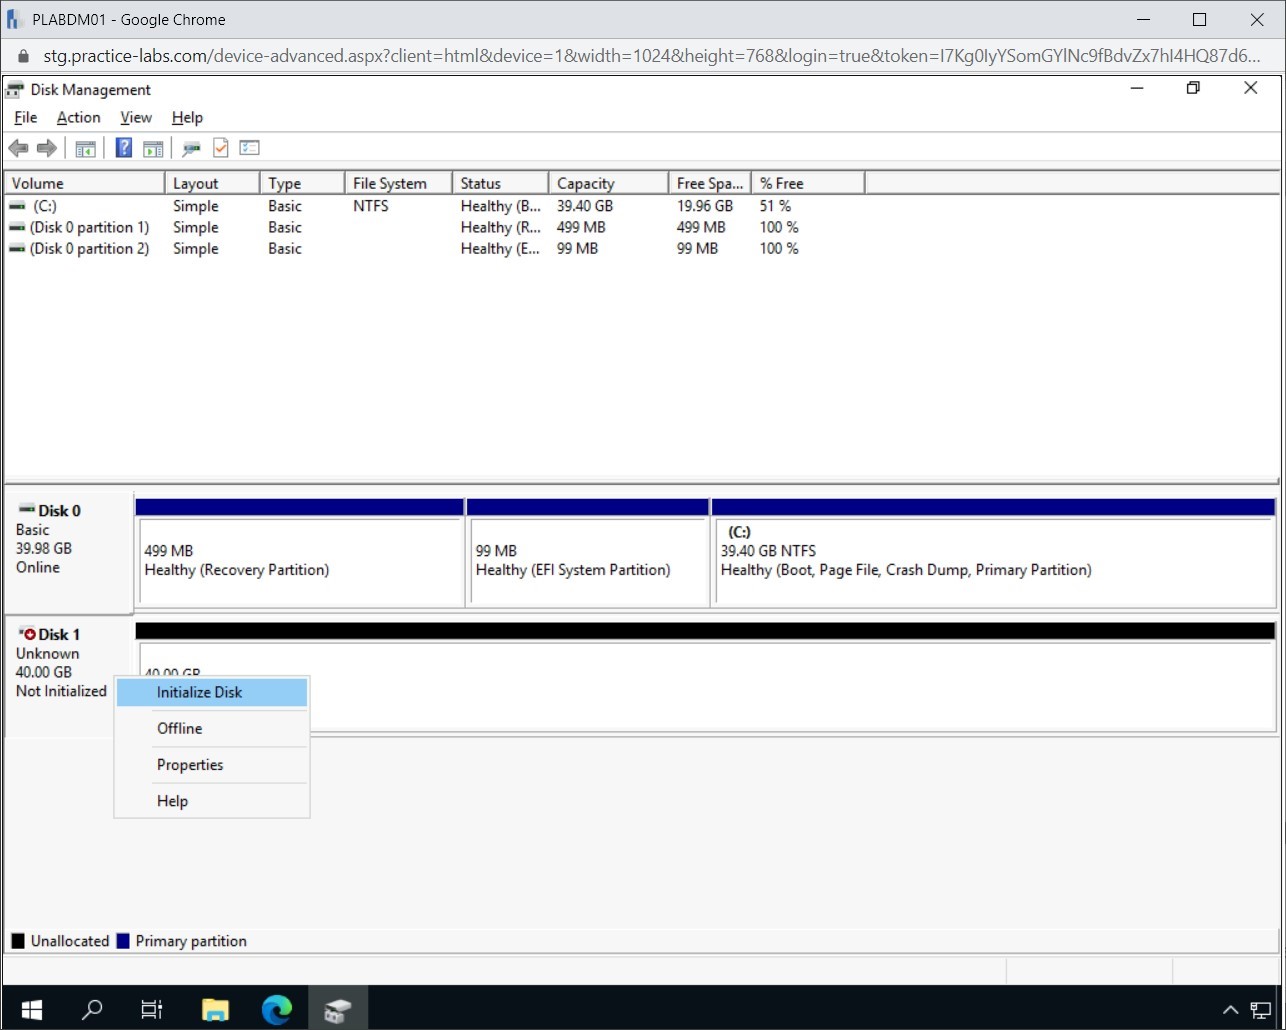 PLABDM01 - Google Chrome
stg.practice-labs.com/device-advanced.aspx?client=html&device=1&width=1024&height=768&login=true&token=I7Kg0IyYSomGYlNc9fBdvZx7hI4HQ87d6...
Disk Management
File Action View Help
Volume Layout Type File System Status Capacity Free Spa... % Free
(C:) Simple Basic NTFS Healthy (B... 39.40 GB 19.96 GB 51 %
(Disk 0 partition 1) Simple Basic Healthy (R... 499 MB 499 MB 100 %
(Disk 0 partition 2) Simple Basic Healthy (E... 99 MB 99 MB 100 %
Disk 0
Basic
39.98 GB
Online
499 MB
Healthy (Recovery Partition)
99 MB
Healthy (EFI System Partition)
(C:)
39.40 GB NTFS
Healthy (Boot, Page File, Crash Dump, Primary Partition)
Disk 1
Unknown
40.00 GB
Not Initialized
40.00 GB
Initialize Disk
Offline
Properties
Help
Unallocated Primary partition